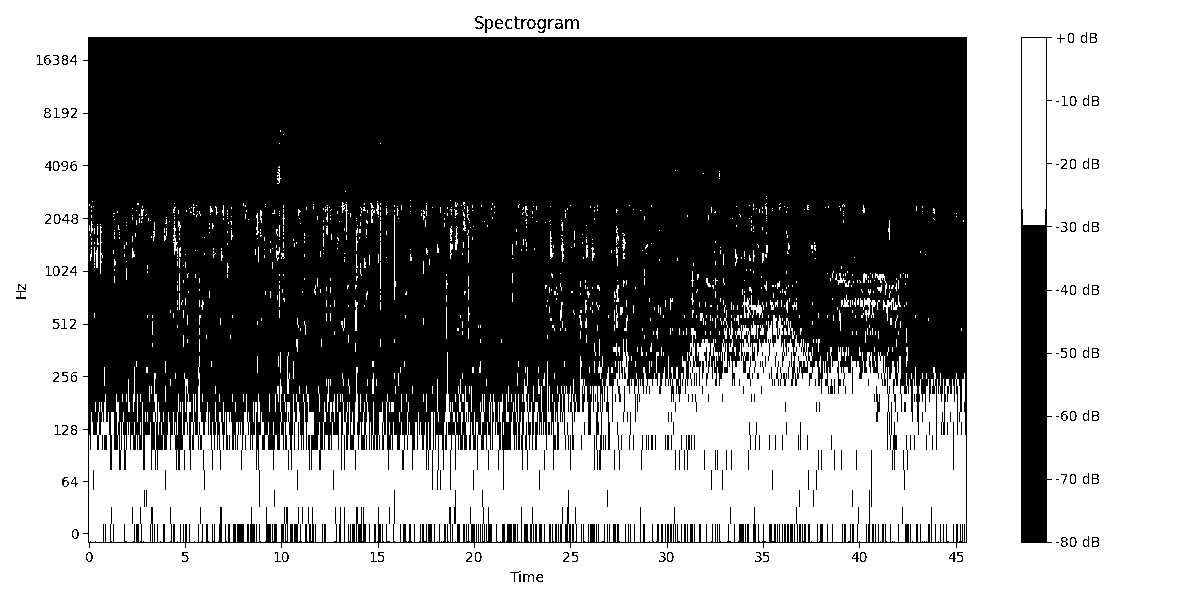 Spectrogram
16384
8192
4096
2048
1024
512
256
128
64
0
Hz
0 5 10 15 20 25 30 35 40 45
Time
+0 dB
-10 dB
-20 dB
-30 dB
-40 dB
-50 dB
-60 dB
-70 dB
-80 dB